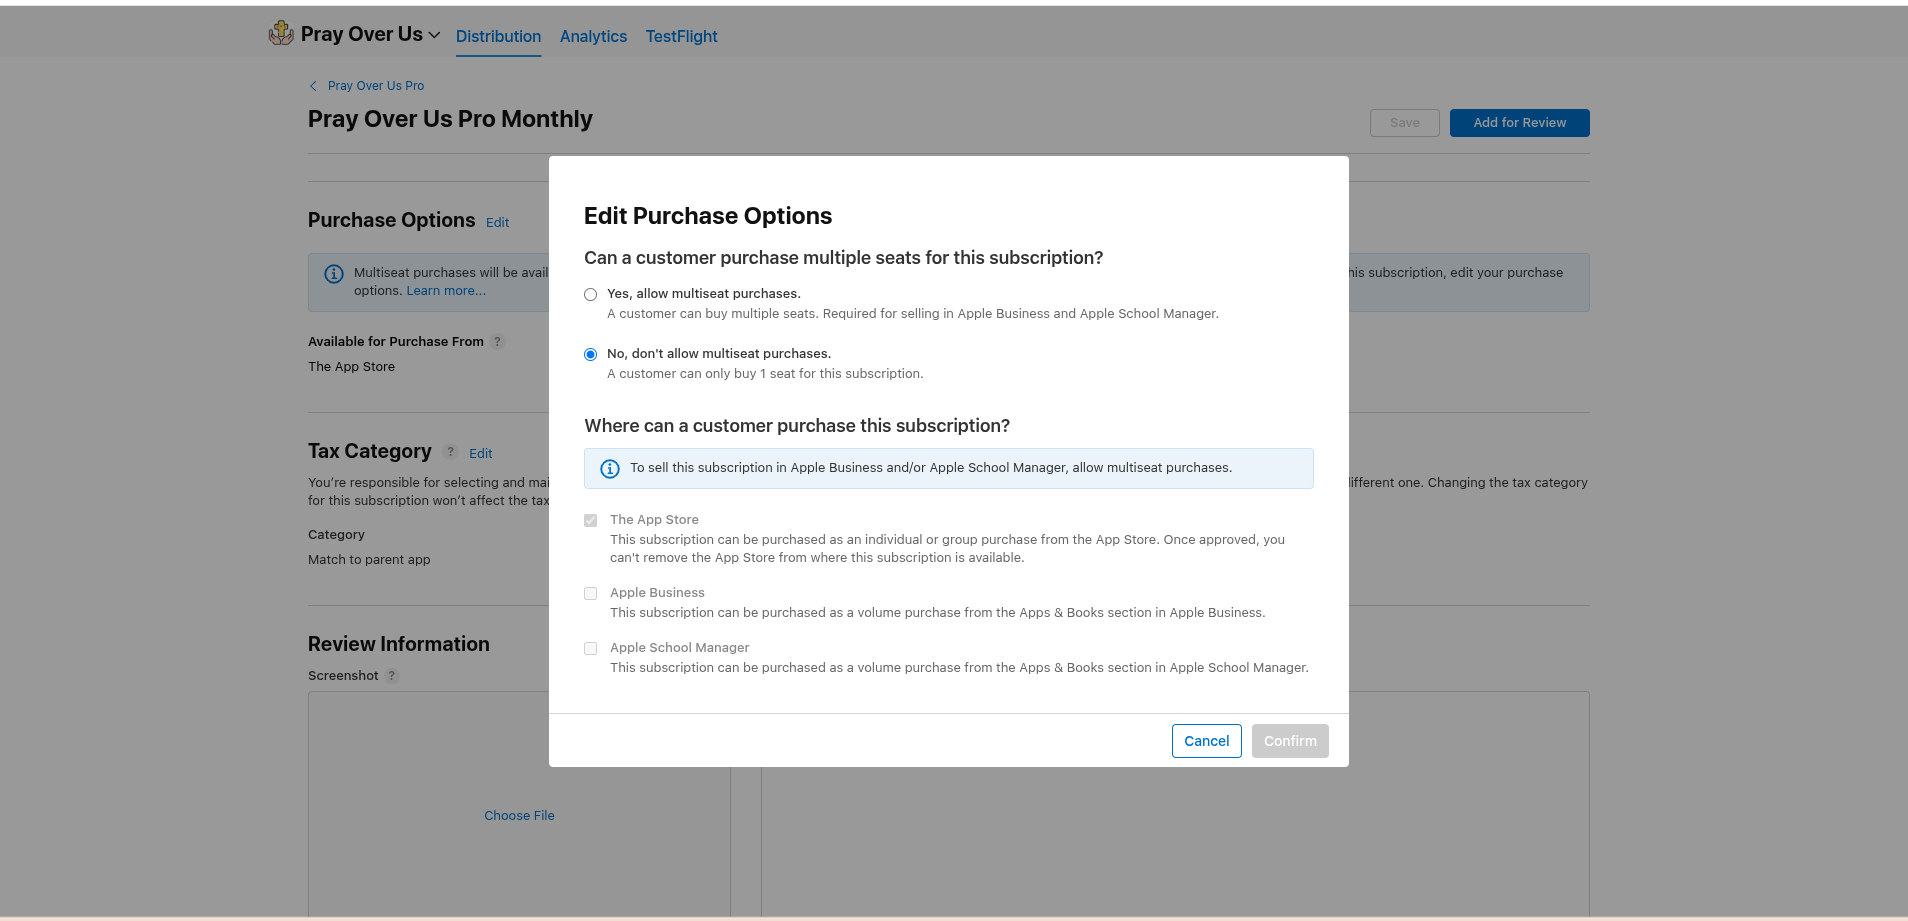 Pray Over Us
Distribution
Analytics
TestFlight
Pray Over Us Pro
Pray Over Us Pro Monthly
Save
Add for Review
Purchase Options
Edit
Multiseat purchases will be avail
his subscription, edit your purchase
options. Learn more...
Available for Purchase From ?
The App Store
Tax Category ? Edit
You're responsible for selecting and mai
ifferent one. Changing the tax category
for this subscription won't affect the tax
Category
Match to parent app
Review Information
Screenshot ?
Choose File
Edit Purchase Options
Can a customer purchase multiple seats for this subscription?
Yes, allow multiseat purchases.
A customer can buy multiple seats. Required for selling in Apple Business and Apple School Manager.
No, don't allow multiseat purchases.
A customer can only buy 1 seat for this subscription.
Where can a customer purchase this subscription?
To sell this subscription in Apple Business and/or Apple School Manager, allow multiseat purchases.
The App Store
This subscription can be purchased as an individual or group purchase from the App Store. Once approved, you
can't remove the App Store from where this subscription is available.
Apple Business
This subscription can be purchased as a volume purchase from the Apps & Books section in Apple Business.
Apple School Manager
This subscription can be purchased as a volume purchase from the Apps & Books section in Apple School Manager.
Cancel
Confirm